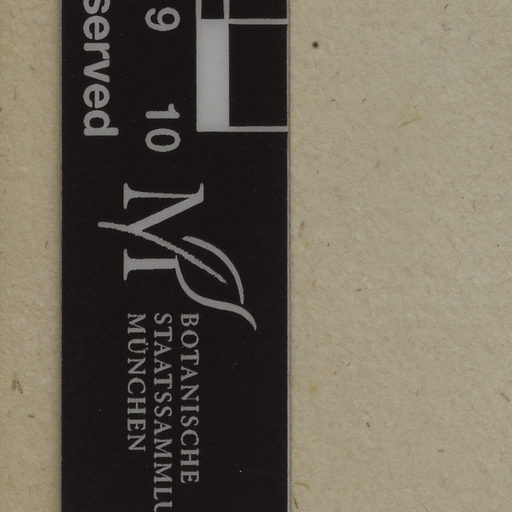 served
9 10
M
BOTANISCHE
STAATSSAMMLU
MÜNCHEN